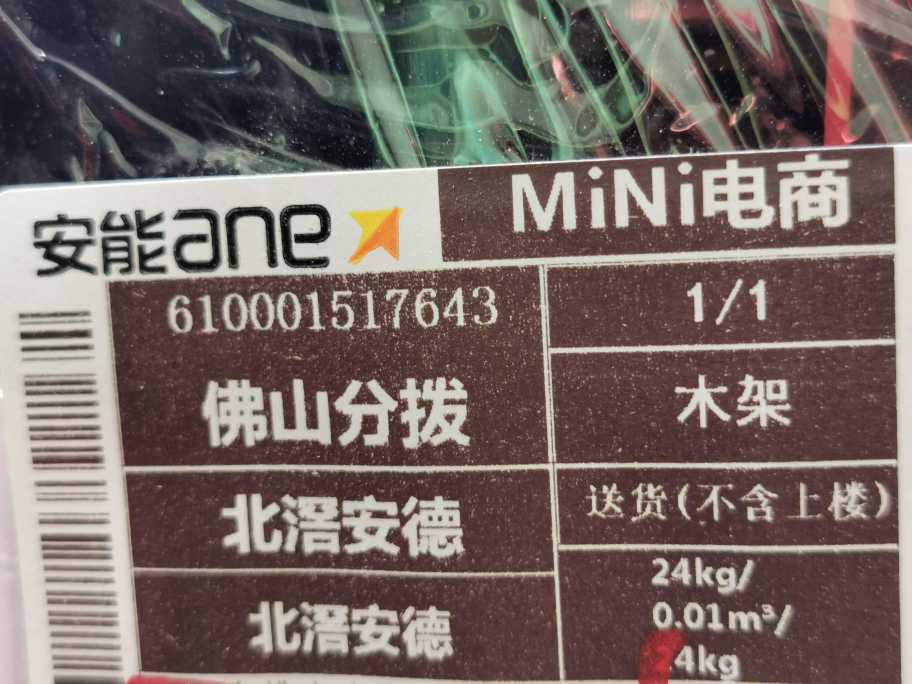 安能ane
MiNi电商
610001517643
1/1
佛山分拨
木架
北滘安德
送货(不含上楼)
北滘安德
24kg/
0.01m³/
4kg